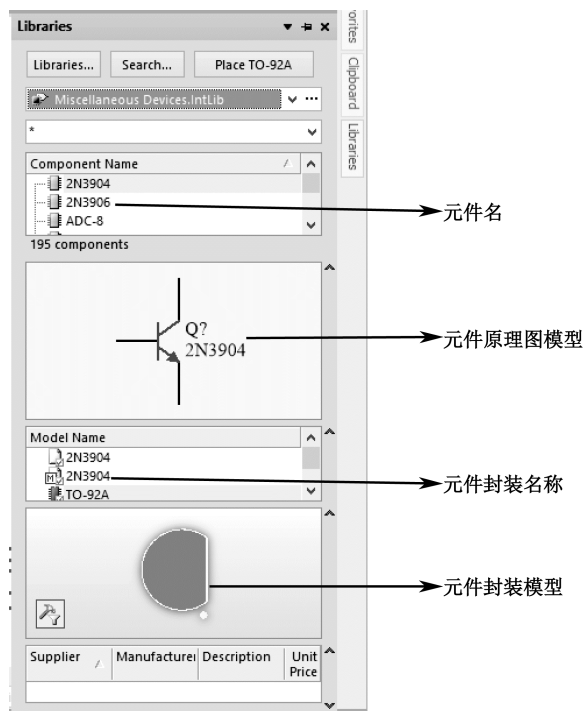 Libraries
Libraries...
Search...
Place TO-92A
Miscellaneous Devices.IntLib
*
Component Name
2N3904
2N3906
ADC-8
195 components
Q?
2N3904
Model Name
2N3904
M 2N3904
TO-92A
Supplier
Manufacturer
Description
Unit Price
orites
Clipboard
Libraries
元件名
元件原理图模型
元件封装名称
元件封装模型